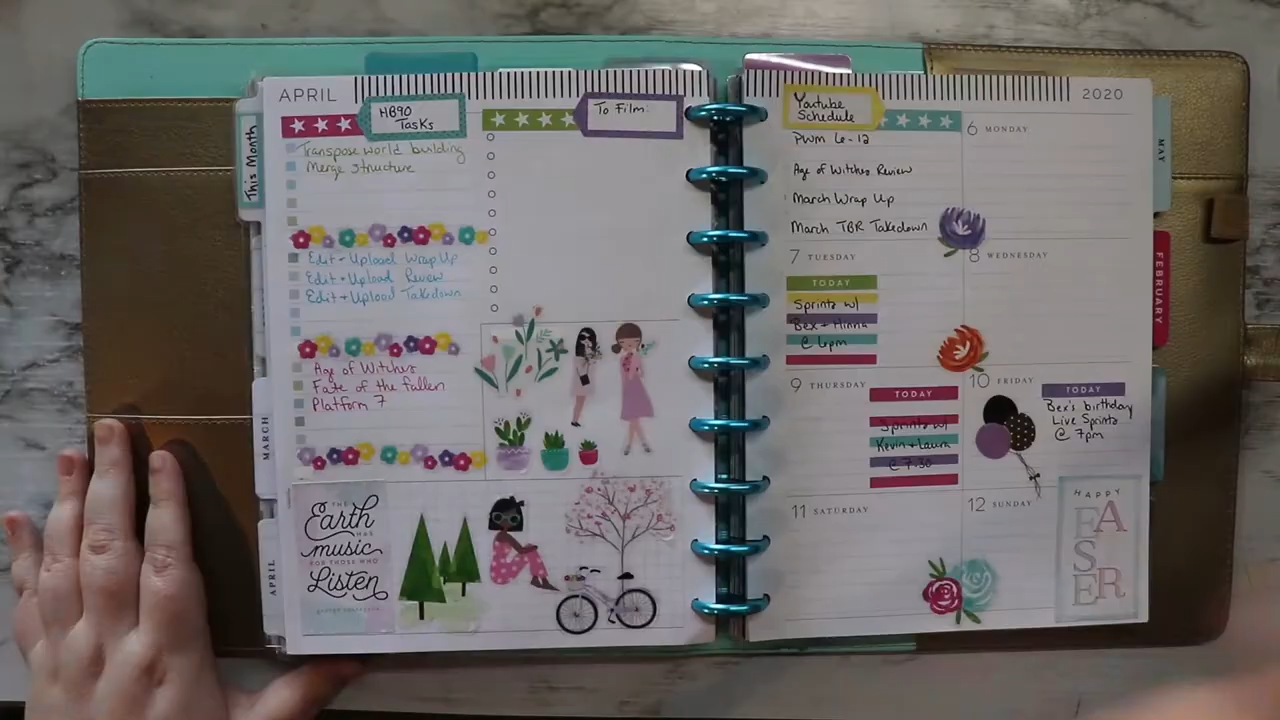 APRIL
2020
This Month
HB90
Tasks
To Film:
Transpose world building
Merge structure
Edit + Upload Wrap Up
Edit + Upload Review
Edit + Upload Takedown
Age of Witches
Fate of the fallen
Platform 7
THE
Earth
HAS
music
FOR THOSE WHO
Listen
MARCH
APRIL
Youtube
Schedule
PWM 6-12
Age of Witches Review
March Wrap Up
March TBR Takedown
6 MONDAY
7 TUESDAY
TODAY
Sprints w/
Bex + Hinna
@ 6pm
8 WEDNESDAY
9 THURSDAY
TODAY
Sprints w/
Kevin + Laura
@ 7:30
10 FRIDAY
TODAY
Bex's birthday
Live Sprints
@ 7pm
11 SATURDAY
12 SUNDAY
HAPPY
EASTER
MAY
FEBRUARY